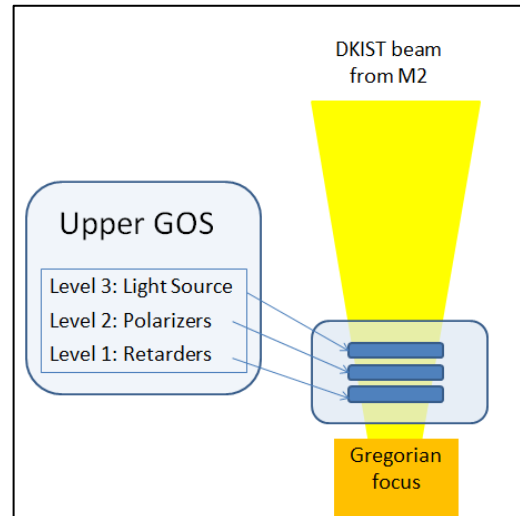 DKIST beam
from M2
Upper GOS
Level 3: Light Source
Level 2: Polarizers
Level 1: Retarders
Gregorian
focus